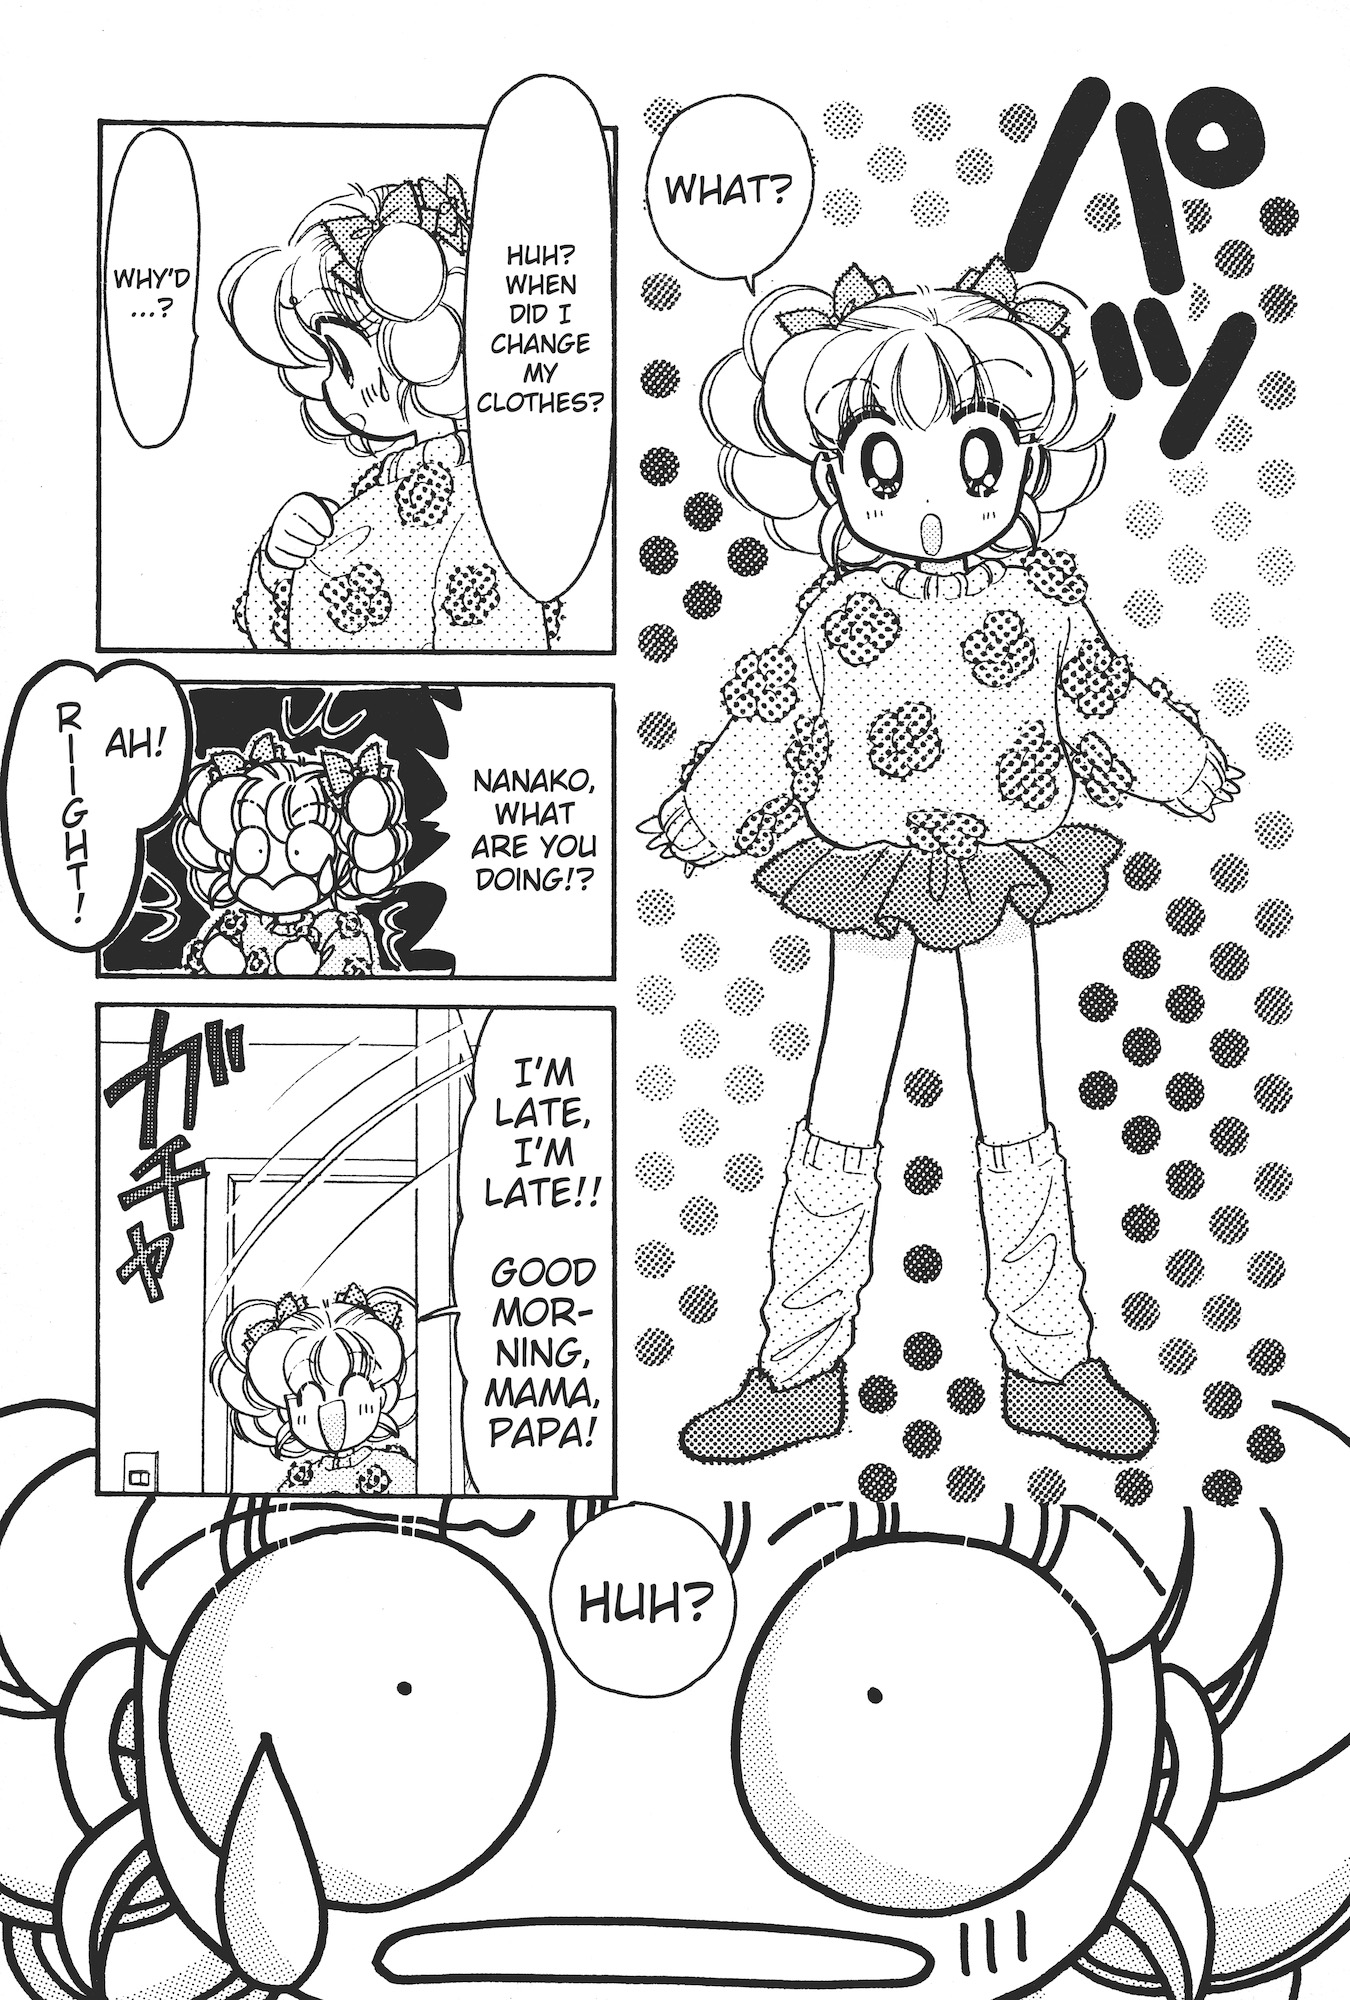 パッ
WHAT?
HUH?
WHEN
DID I
CHANGE
MY
CLOTHES?
WHY'D
...?
NANAKO,
WHAT
ARE YOU
DOING!?
AH!
RIIGHT!
I'M
LATE,
I'M
LATE!!
GOOD
MOR-
NING,
MAMA,
PAPA!
ガチャ
HUH?